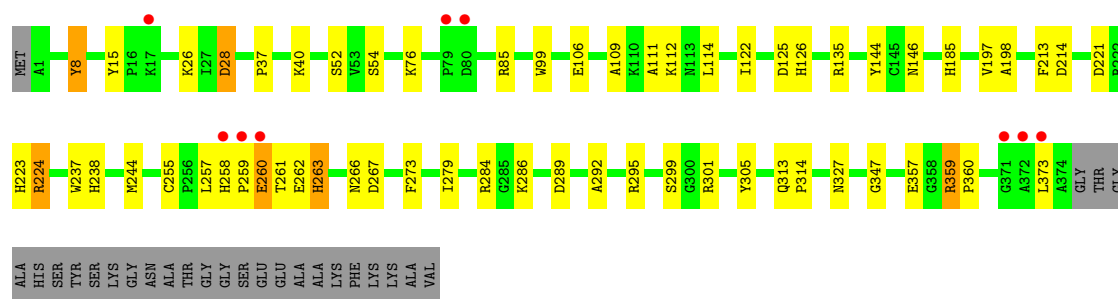 MET A1 Y8 Y15 P16 K17 K26 I27 D28 P37 K40 S52 V53 S54 K76 P79 D80 R85 W99 E106 A109 K110 A111 K112 N113 L114 I122 D125 H126 R135 Y144 C145 N146 H185 V197 A198 F213 D214 D221
H223 R224 W237 H238 M244 C255 P256 L257 H258 P259 E260 T261 E262 H263 N266 D267 F273 I279 R284 G285 K286 D289 A292 R295 S299 G300 R301 Y305 Q313 P314 N327 G347 E357 G358 R359 P360 G371 A372 L373 A374 GLY THR
ALA HIS SER TYR SER LYS GLY ASN ALA THR GLY GLY SER GLU GLU ALA ALA LYS PHE LYS LYS ALA VAL